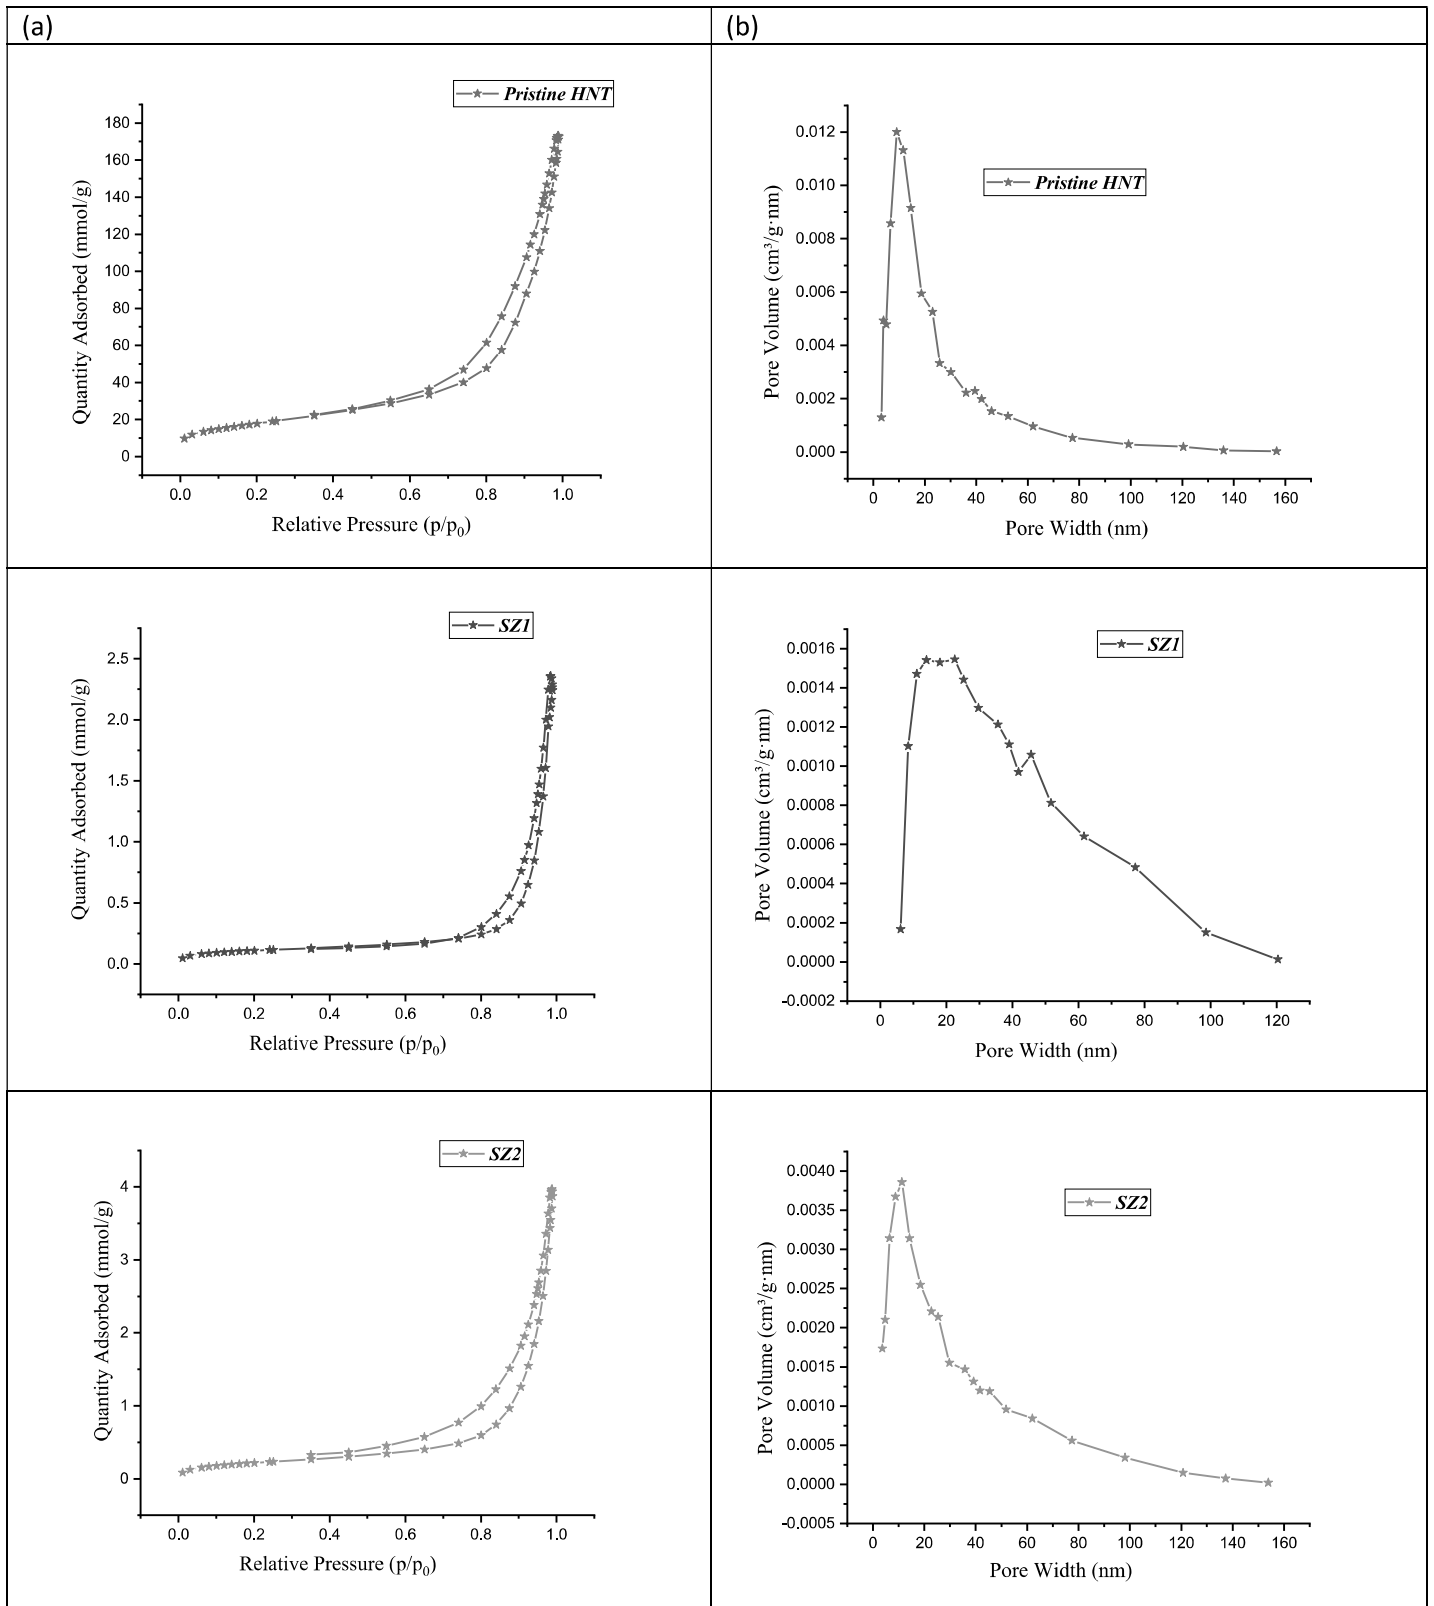 (a)
(b)
Pristine HNT
Quantity Adsorbed (mmol/g)
180
160
140
120
100
80
60
40
20
0
0.0 0.2 0.4 0.6 0.8 1.0
Relative Pressure (p/p₀)
Pristine HNT
Pore Volume (cm³/g·nm)
0.012
0.010
0.008
0.006
0.004
0.002
0.000
0 20 40 60 80 100 120 140 160
Pore Width (nm)
SZ1
Quantity Adsorbed (mmol/g)
2.5
2.0
1.5
1.0
0.5
0.0
0.0 0.2 0.4 0.6 0.8 1.0
Relative Pressure (p/p₀)
SZ1
Pore Volume (cm³/g·nm)
0.0016
0.0014
0.0012
0.0010
0.0008
0.0006
0.0004
0.0002
0.0000
-0.0002
0 20 40 60 80 100 120
Pore Width (nm)
SZ2
Quantity Adsorbed (mmol/g)
4
3
2
1
0
0.0 0.2 0.4 0.6 0.8 1.0
Relative Pressure (p/p₀)
SZ2
Pore Volume (cm³/g·nm)
0.0040
0.0035
0.0030
0.0025
0.0020
0.0015
0.0010
0.0005
0.0000
-0.0005
0 20 40 60 80 100 120 140 160
Pore Width (nm)